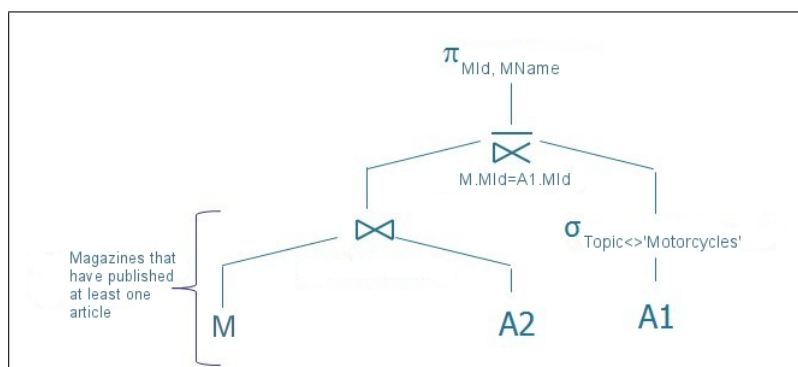 π MId, MName
M.MId=A1.MId
σ Topic<>'Motorcycles'
Magazines that
have published
at least one
article
M
A2
A1